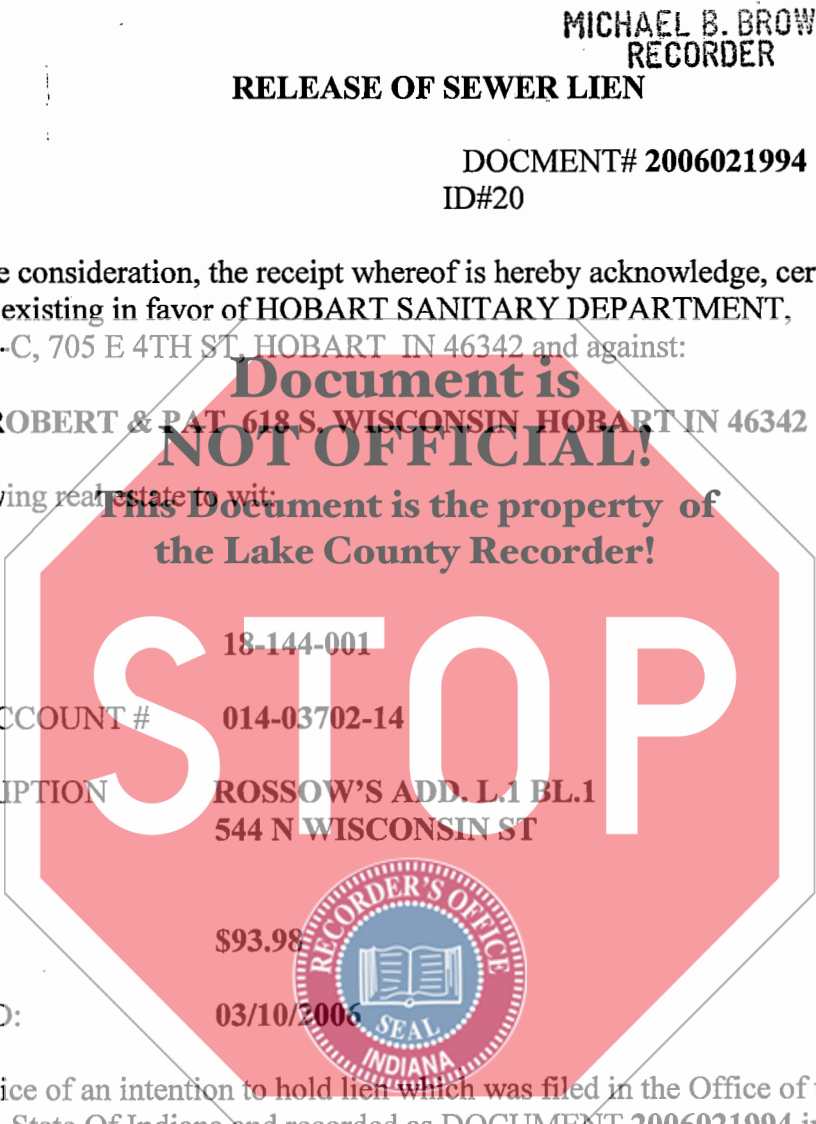 MICHAEL B. BROW
RECORDER
RELEASE OF SEWER LIEN
DOCMENT# 2006021994
ID#20
e consideration, the receipt whereof is hereby acknowledge, cer
existing in favor of HOBART SANITARY DEPARTMENT,
-C, 705 E 4TH ST, HOBART IN 46342 and against:
Document is
ROBERT & PAT 618 S. WISCONSIN HOBART IN 46342
NOT OFFICIAL!
ing real estate to wit:
This Document is the property of
the Lake County Recorder!
STOP
18-144-001
CCOUNT # 014-03702-14
IPTION ROSSOW'S ADD. L.1 BL.1
544 N WISCONSIN ST
$93.98
RECORDER'S OFFICE
SEAL
INDIANA
D: 03/10/2006
ice of an intention to hold lien which was filed in the Office of
State Of Indiana and recorded as DOCUMENT 2006021994 in